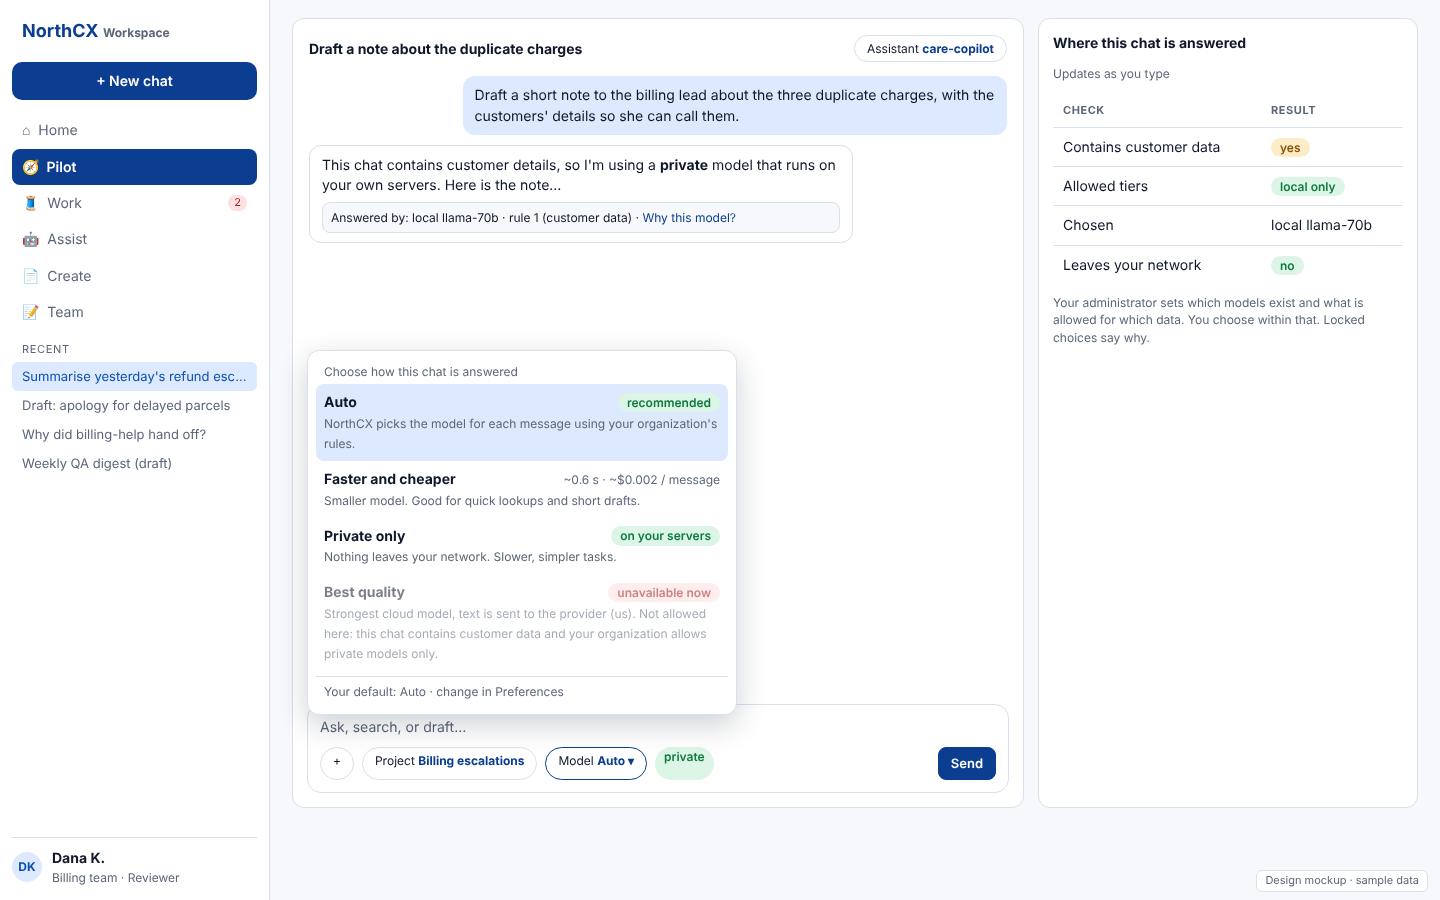 NorthCX Workspace
+ New chat
Home
Pilot
Work 2
Assist
Create
Team
RECENT
Summarise yesterday's refund esc...
Draft: apology for delayed parcels
Why did billing-help hand off?
Weekly QA digest (draft)
DK
Dana K.
Billing team · Reviewer
Draft a note about the duplicate charges
Assistant care-copilot
Draft a short note to the billing lead about the three duplicate charges, with the
customers' details so she can call them.
This chat contains customer details, so I'm using a private model that runs on
your own servers. Here is the note...
Answered by: local llama-70b · rule 1 (customer data) · Why this model?
Choose how this chat is answered
Auto recommended
NorthCX picks the model for each message using your organization's
rules.
Faster and cheaper ~0.6 s · ~$0.002 / message
Smaller model. Good for quick lookups and short drafts.
Private only on your servers
Nothing leaves your network. Slower, simpler tasks.
Best quality unavailable now
Strongest cloud model, text is sent to the provider (us). Not allowed
here: this chat contains customer data and your organization allows
private models only.
Your default: Auto · change in Preferences
Ask, search, or draft...
+ Project Billing escalations Model Auto ▾ private Send
Where this chat is answered
Updates as you type
CHECK RESULT
Contains customer data yes
Allowed tiers local only
Chosen local llama-70b
Leaves your network no
Your administrator sets which models exist and what is
allowed for which data. You choose within that. Locked
choices say why.
Design mockup · sample data